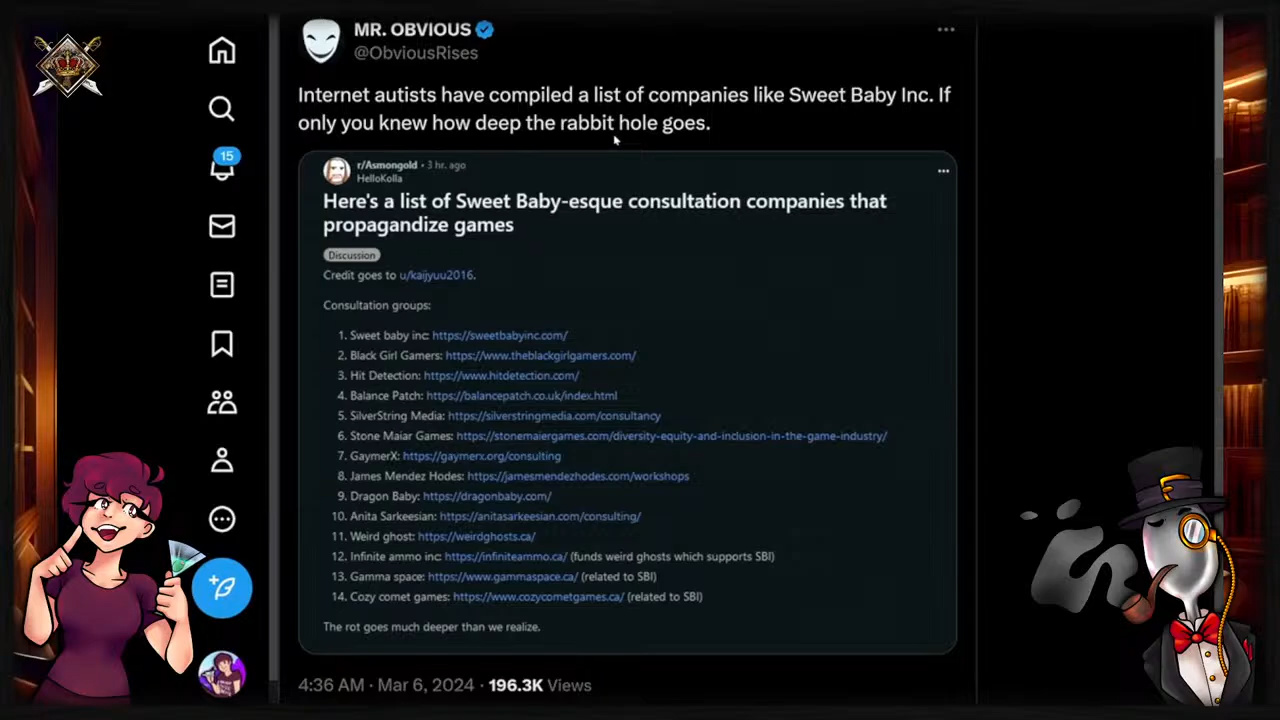 MR. OBVIOUS
@ObviousRises
Internet autists have compiled a list of companies like Sweet Baby Inc. If
only you knew how deep the rabbit hole goes.
r/Asmongold • 3 hr. ago
HelloKolla
Here's a list of Sweet Baby-esque consultation companies that
propagandize games
Discussion
Credit goes to u/kaijyuu2016.
Consultation groups:
1. Sweet baby inc: https://sweetbabyinc.com/
2. Black Girl Gamers: https://www.theblackgirlgamers.com/
3. Hit Detection: https://www.hitdetection.com/
4. Balance Patch: https://balancepatch.co.uk/index.html
5. SilverString Media: https://silverstringmedia.com/consultancy
6. Stone Maiar Games: https://stonemaiergames.com/diversity-equity-and-inclusion-in-the-game-industry/
7. GaymerX: https://gaymerx.org/consulting
8. James Mendez Hodes: https://jamesmendezhodes.com/workshops
9. Dragon Baby: https://dragonbaby.com/
10. Anita Sarkeesian: https://anitasarkeesian.com/consulting/
11. Weird ghost: https://weirdghosts.ca/
12. Infinite ammo inc: https://infiniteammo.ca/ (funds weird ghosts which supports SBI)
13. Gamma space: https://www.gammaspace.ca/ (related to SBI)
14. Cozy comet games: https://www.cozycometgames.ca/ (related to SBI)
The rot goes much deeper than we realize.
4:36 AM · Mar 6, 2024 · 196.3K Views
15